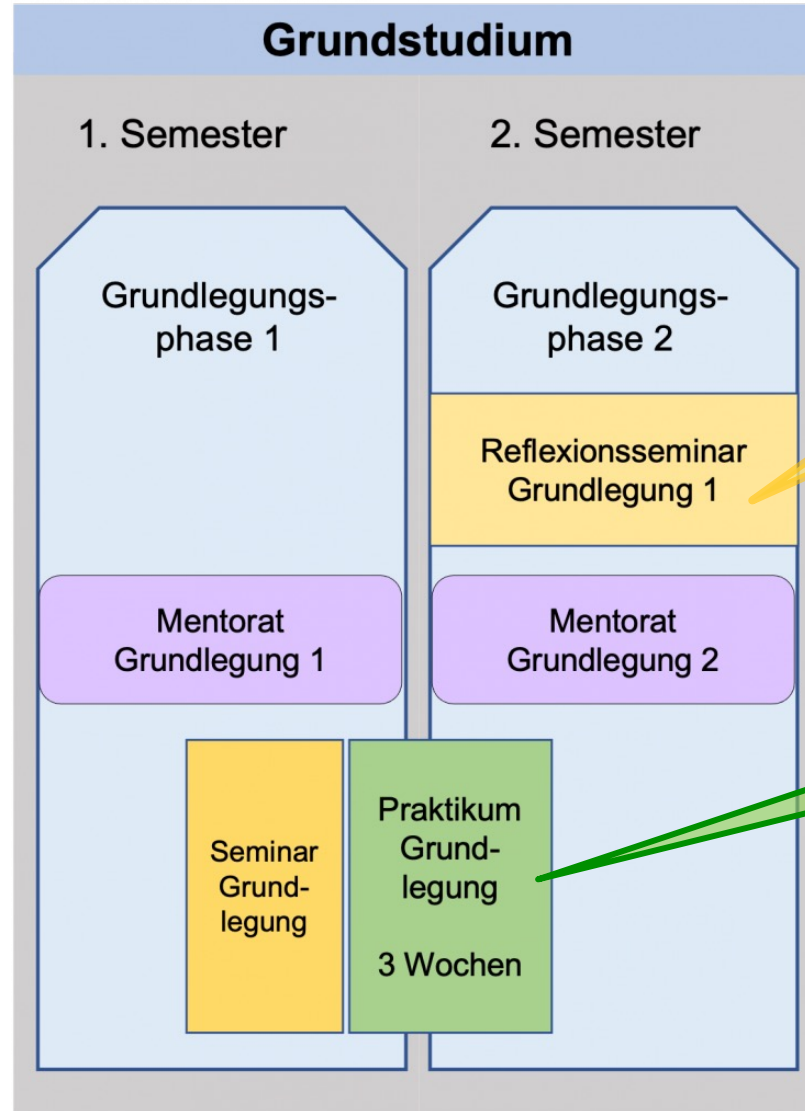 Grundstudium
1. Semester
2. Semester
Grundlegungs-
phase 1
Grundlegungs-
phase 2
Reflexionsseminar
Grundlegung 1
Mentorat
Grundlegung 1
Mentorat
Grundlegung 2
Seminar
Grund-
legung
Praktikum
Grund-
legung
3 Wochen